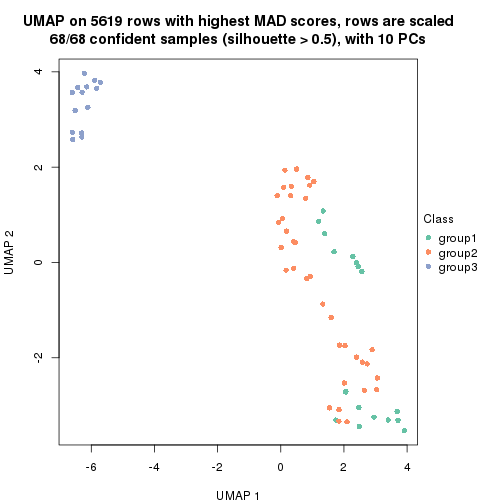 UMAP on 5619 rows with highest MAD scores, rows are scaled
68/68 confident samples (silhouette > 0.5), with 10 PCs
4
2
0
-2
UMAP 2
-6
-4
-2
0
2
4
UMAP 1
Class
group1
group2
group3